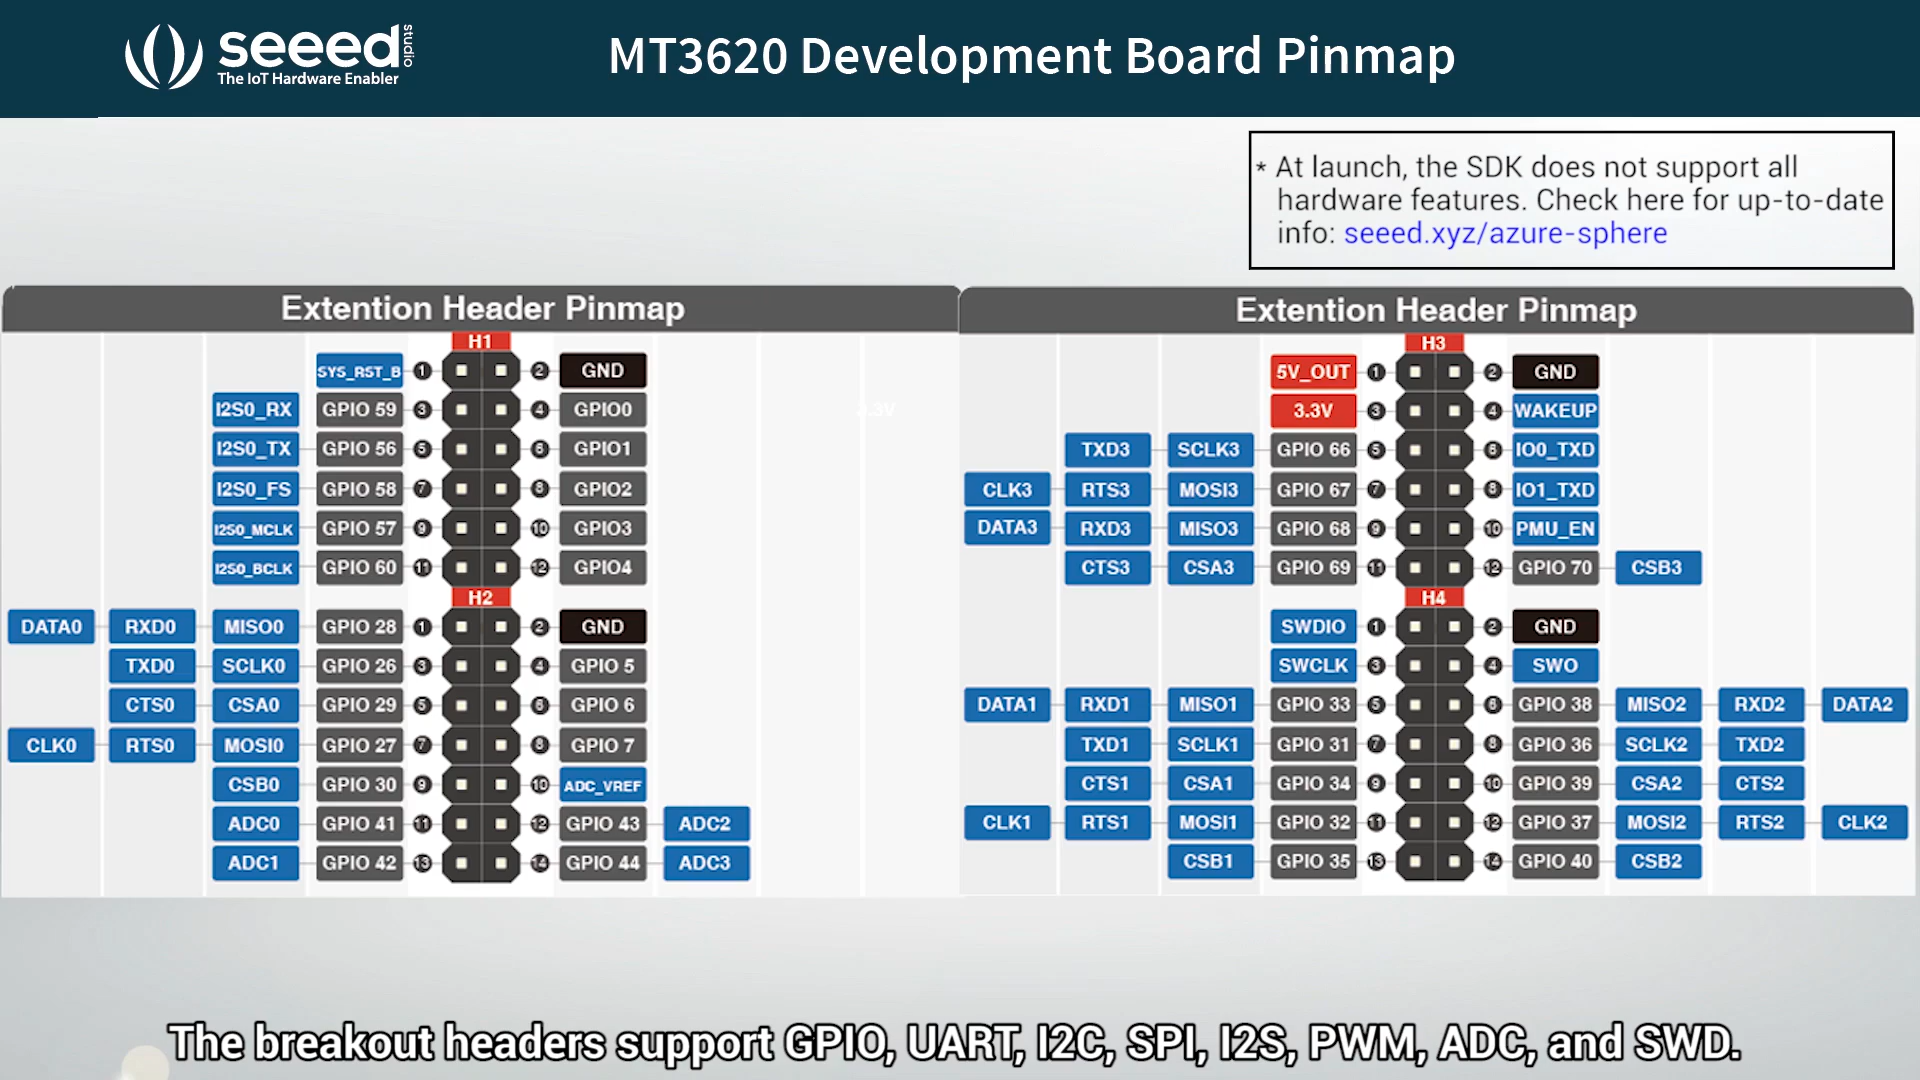 seeed studio
The IoT Hardware Enabler
MT3620 Development Board Pinmap
* At launch, the SDK does not support all
hardware features. Check here for up-to-date
info: seeed.xyz/azure-sphere
Extention Header Pinmap
H1
SYS_RST_B 1 2 GND
I2S0_RX GPIO 59 3 4 GPIO0
3.3V
I2S0_TX GPIO 56 5 6 GPIO1
I2S0_FS GPIO 58 7 8 GPIO2
I2S0_MCLK GPIO 57 9 10 GPIO3
I2S0_BCLK GPIO 60 11 12 GPIO4
H2
DATA0 RXD0 MISO0 GPIO 28 1 2 GND
TXD0 SCLK0 GPIO 26 3 4 GPIO 5
CTS0 CSA0 GPIO 29 5 6 GPIO 6
CLK0 RTS0 MOSI0 GPIO 27 7 8 GPIO 7
CSB0 GPIO 30 9 10 ADC_VREF
ADC0 GPIO 41 11 12 GPIO 43 ADC2
ADC1 GPIO 42 13 14 GPIO 44 ADC3
Extention Header Pinmap
H3
5V_OUT 1 2 GND
3.3V 3 4 WAKEUP
TXD3 SCLK3 GPIO 66 5 6 IO0_TXD
CLK3 RTS3 MOSI3 GPIO 67 7 8 IO1_TXD
DATA3 RXD3 MISO3 GPIO 68 9 10 PMU_EN
CTS3 CSA3 GPIO 69 11 12 GPIO 70 CSB3
H4
SWDIO 1 2 GND
SWCLK 3 4 SWO
DATA1 RXD1 MISO1 GPIO 33 5 6 GPIO 38 MISO2 RXD2 DATA2
TXD1 SCLK1 GPIO 31 7 8 GPIO 36 SCLK2 TXD2
CTS1 CSA1 GPIO 34 9 10 GPIO 39 CSA2 CTS2
CLK1 RTS1 MOSI1 GPIO 32 11 12 GPIO 37 MOSI2 RTS2 CLK2
CSB1 GPIO 35 13 14 GPIO 40 CSB2
The breakout headers support GPIO, UART, I2C, SPI, I2S, PWM, ADC, and SWD.